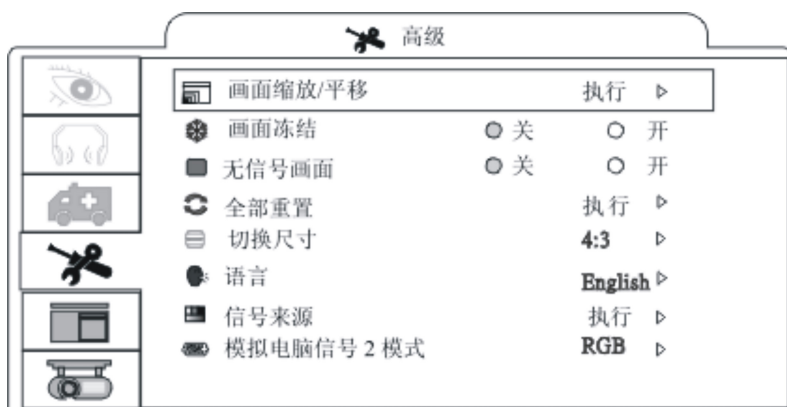 高级
画面缩放/平移 执行
画面冻结 关 开
无信号画面 关 开
全部重置 执行
切换尺寸 4:3
语言 English
信号来源 执行
模拟电脑信号 2 模式 RGB